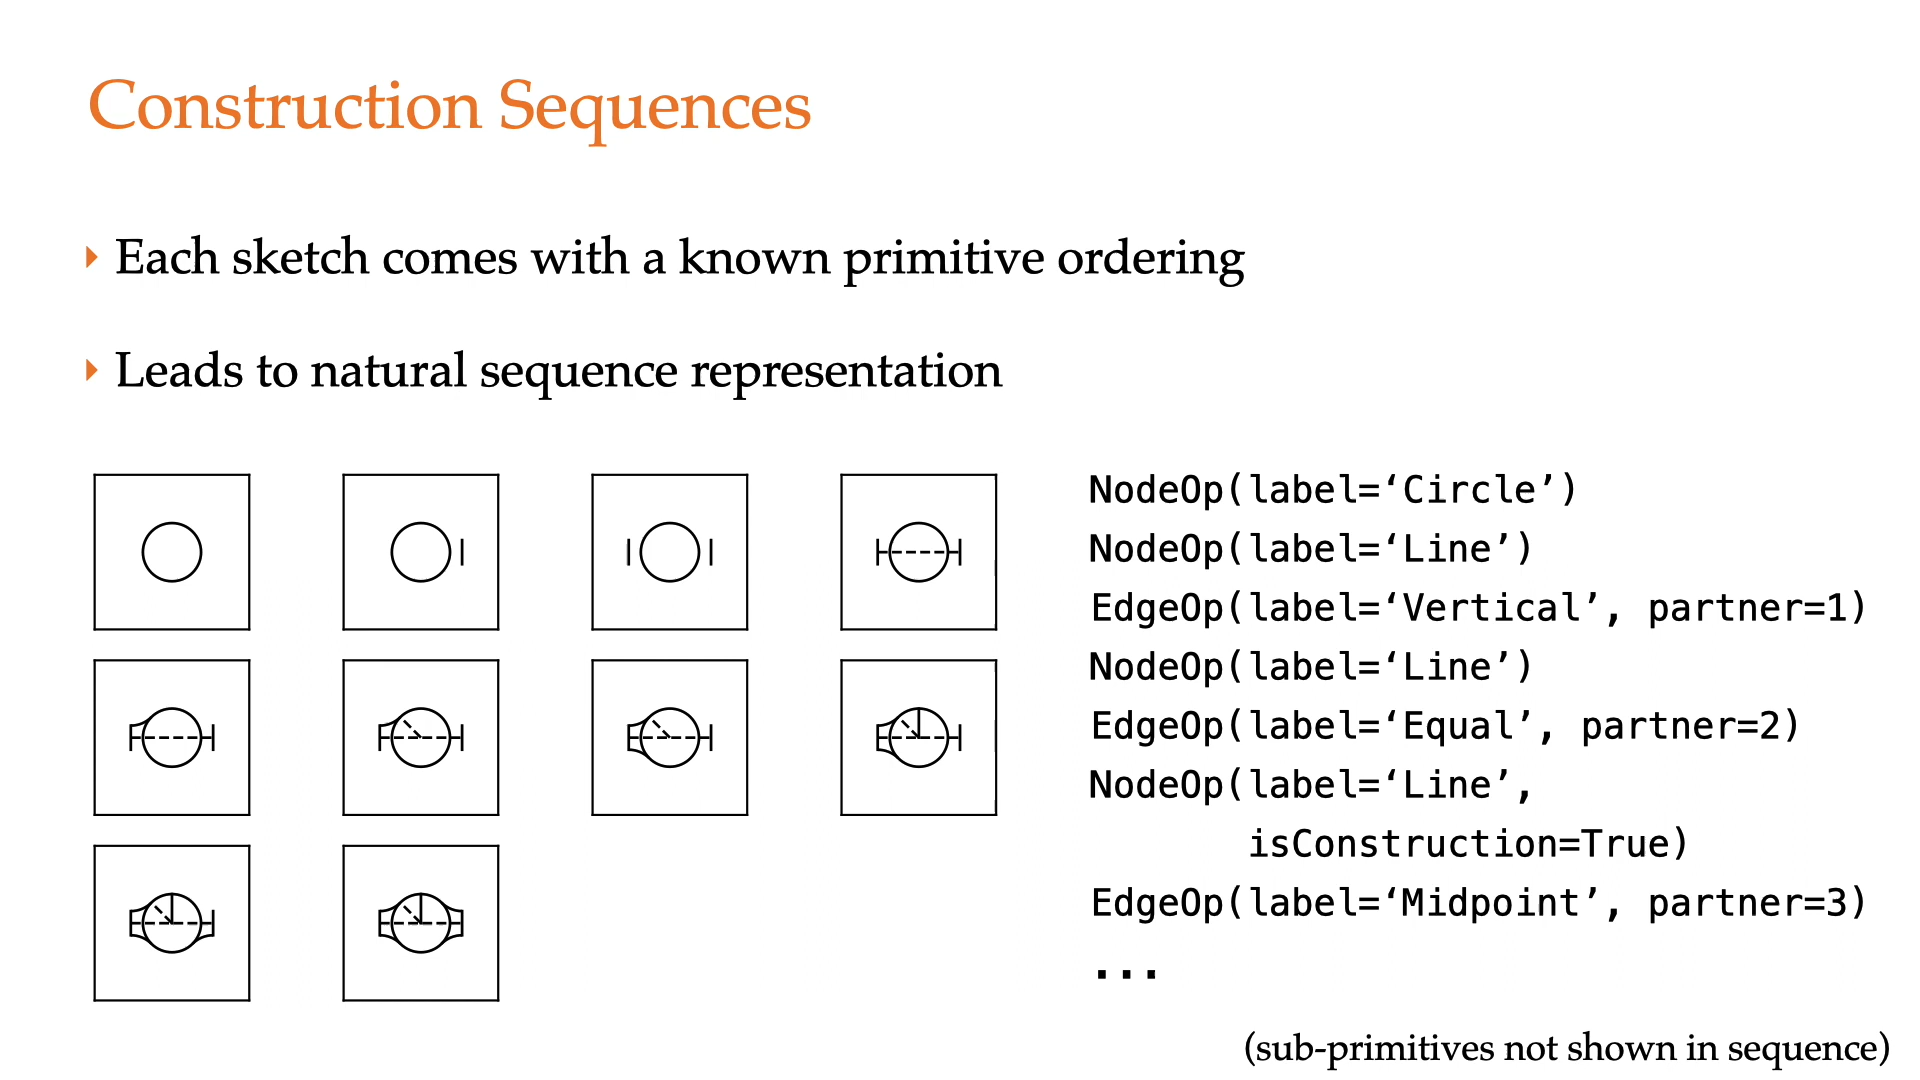 Construction Sequences
‣ Each sketch comes with a known primitive ordering
‣ Leads to natural sequence representation
NodeOp(label=‘Circle’)
NodeOp(label=‘Line’)
EdgeOp(label=‘Vertical’, partner=1)
NodeOp(label=‘Line’)
EdgeOp(label=‘Equal’, partner=2)
NodeOp(label=‘Line’,
isConstruction=True)
EdgeOp(label=‘Midpoint’, partner=3)
...
(sub-primitives not shown in sequence)